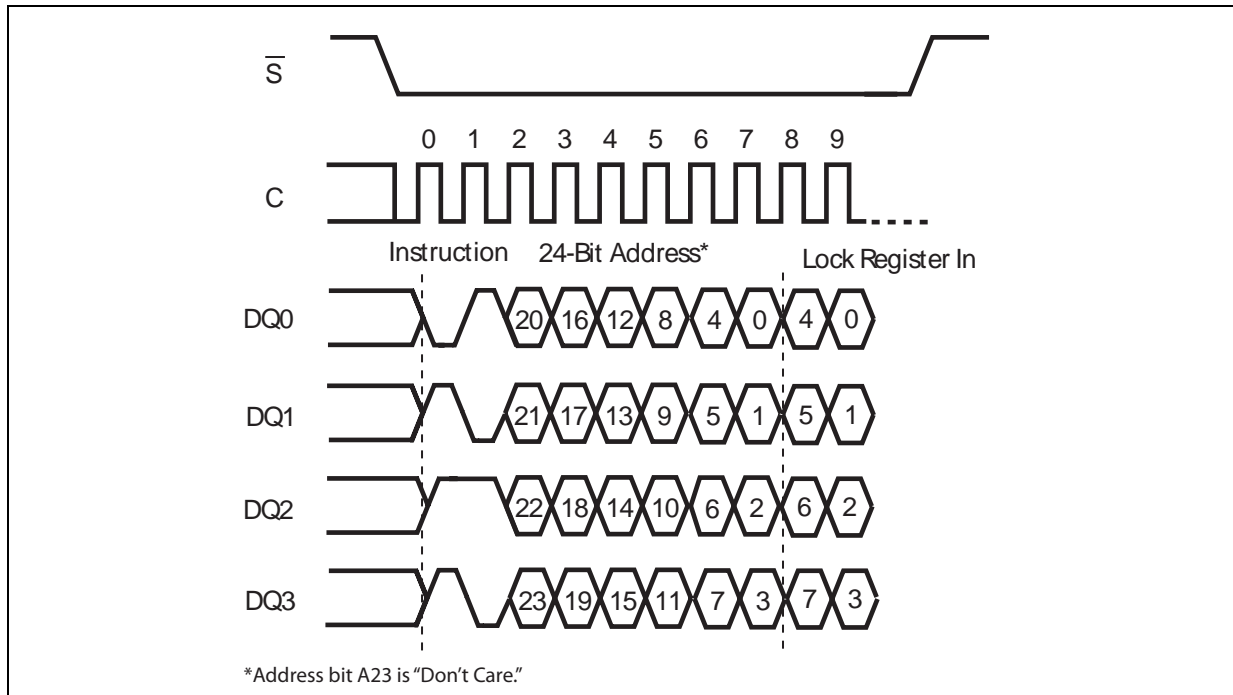 S
0 1 2 3 4 5 6 7 8 9
C
Instruction 24-Bit Address* Lock Register In
DQ0 20 16 12 8 4 0 4 0
DQ1 21 17 13 9 5 1 5 1
DQ2 22 18 14 10 6 2 6 2
DQ3 23 19 15 11 7 3 7 3
*Address bit A23 is “Don’t Care.”